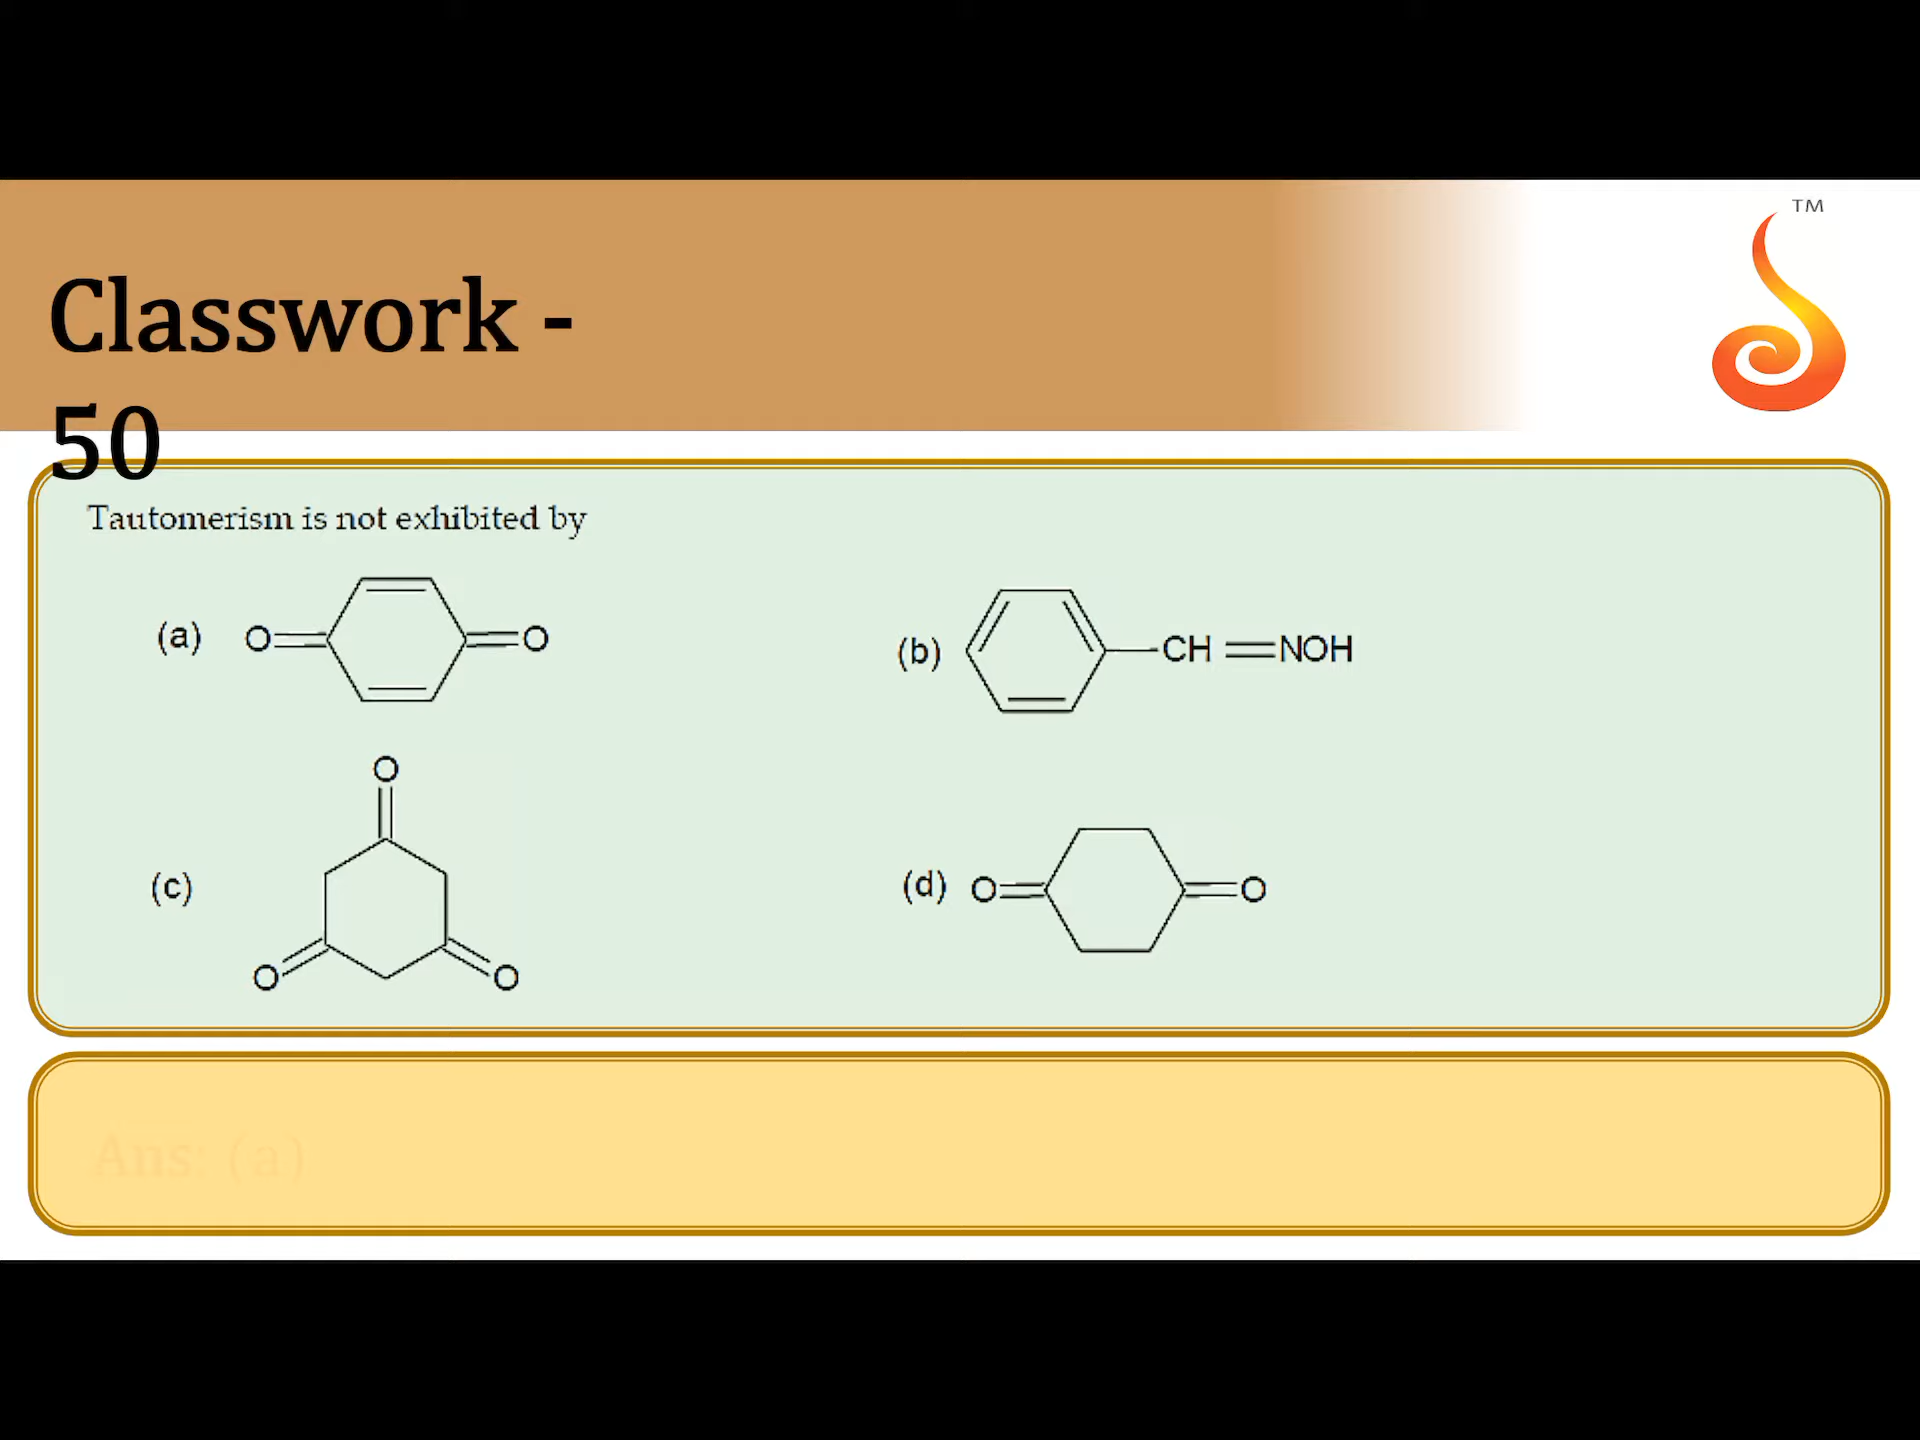 TM
Classwork -
50
Tautomerism is not exhibited by
(a) O O
(b) CH NOH
O
(c)
O O
(d) O O
Ans: (a)